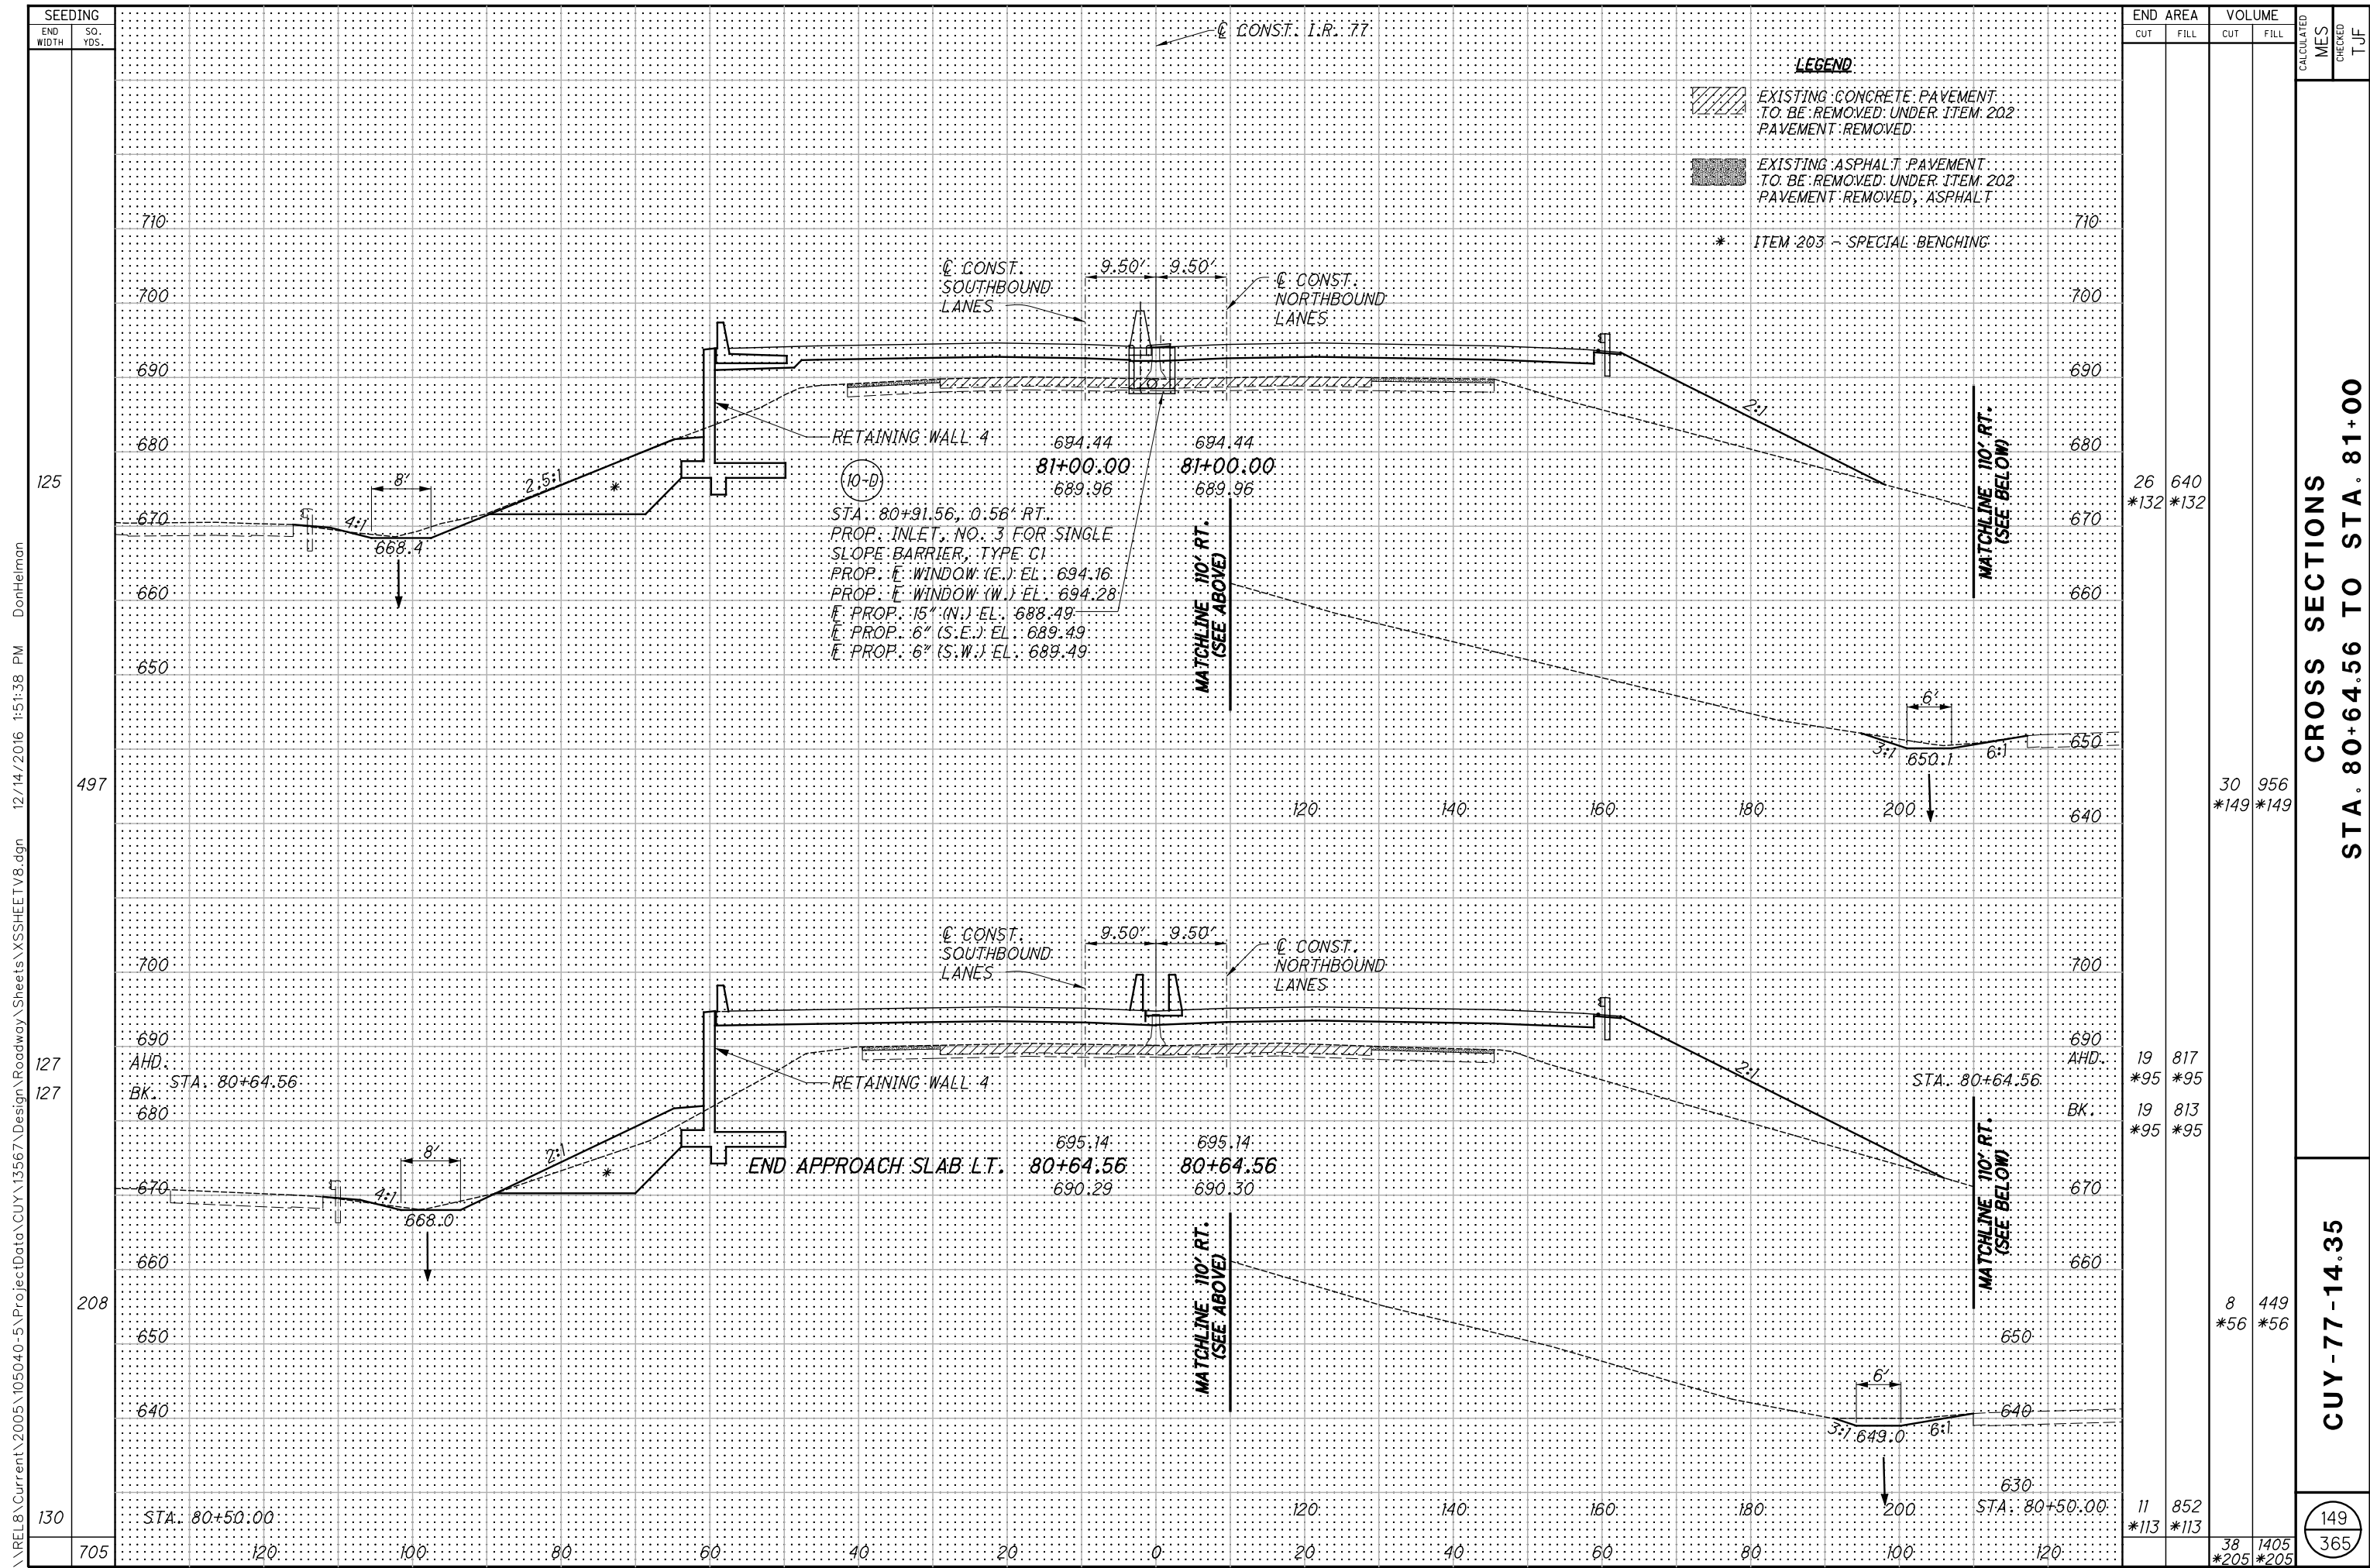 SEEDING
END WIDTH
SQ. YDS.
END AREA
VOLUME
CUT
FILL
CUT
FILL
CALCULATED
MES
CHECKED
TJF
℄ CONST. I.R. 77
LEGEND
EXISTING CONCRETE PAVEMENT
TO BE REMOVED UNDER ITEM 202
PAVEMENT REMOVED
EXISTING ASPHALT PAVEMENT
TO BE REMOVED UNDER ITEM 202
PAVEMENT REMOVED, ASPHALT
* ITEM 203 - SPECIAL BENCHING
710
710
700
700
690
690
680
680
670
670
660
660
650
650
640
℄ CONST.
SOUTHBOUND
LANES
9.50'
9.50'
℄ CONST.
NORTHBOUND
LANES
RETAINING WALL 4
694.44
694.44
81+00.00
81+00.00
689.96
689.96
10-D
STA. 80+91.56, 0.56' RT.
PROP. INLET, NO. 3 FOR SINGLE
SLOPE BARRIER, TYPE C1
PROP. ℄ WINDOW (E.) EL. 694.16
PROP. ℄ WINDOW (W.) EL. 694.28
℄ PROP. 15" (N.) EL. 688.49
℄ PROP. 6" (S.E.) EL. 689.49
℄ PROP. 6" (S.W.) EL. 689.49
8'
4:1
668.4
2.5:1
*
2:1
MATCHLINE 110' RT.
(SEE BELOW)
MATCHLINE 110' RT.
(SEE ABOVE)
6'
3:1
650.1
6:1
120
140
160
180
200
125
26
640
*132
*132
497
30
956
*149
*149
℄ CONST.
SOUTHBOUND
LANES
9.50'
9.50'
℄ CONST.
NORTHBOUND
LANES
700
700
690
690
AHD.
STA. 80+64.56
BK.
AHD.
STA. 80+64.56
BK.
680
670
670
660
660
650
650
640
640
630
127
127
19
817
*95
*95
19
813
*95
*95
RETAINING WALL 4
695.14
695.14
END APPROACH SLAB LT.
80+64.56
80+64.56
690.29
690.30
8'
4:1
668.0
2:1
*
2:1
MATCHLINE 110' RT.
(SEE BELOW)
MATCHLINE 110' RT.
(SEE ABOVE)
6'
3:1
649.0
6:1
208
8
449
*56
*56
120
140
160
180
200
130
STA. 80+50.00
STA. 80+50.00
11
852
*113
*113
705
120
100
80
60
40
20
0
20
40
60
80
100
120
38
1405
*205
*205
CROSS SECTIONS
STA. 80+64.56 TO STA. 81+00
CUY-77-14.35
149
365
\\REL8\Current\2005\105040-5\ProjectData\CUY\13567\Design\Roadway\Sheets\XSSHEETV8.dgn 12/14/2016 1:51:38 PM DonHelman